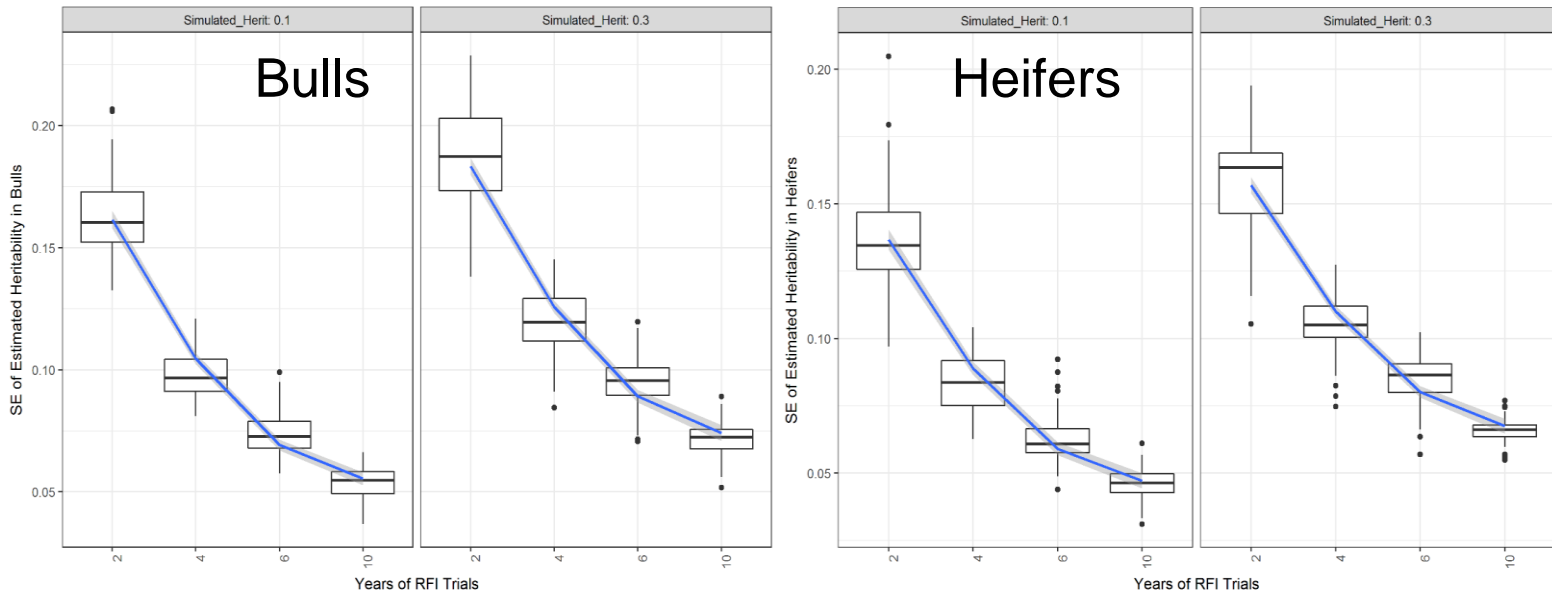 Simulated_Herit: 0.1
Simulated_Herit: 0.3
Bulls
0.20
0.15
0.10
0.05
SE of Estimated Heritability in Bulls
2
4
6
10
2
4
6
10
Years of RFI Trials
Simulated_Herit: 0.1
Simulated_Herit: 0.3
Heifers
0.20
0.15
0.10
0.05
SE of Estimated Heritability in Heifers
2
4
6
10
2
4
6
10
Years of RFI Trials